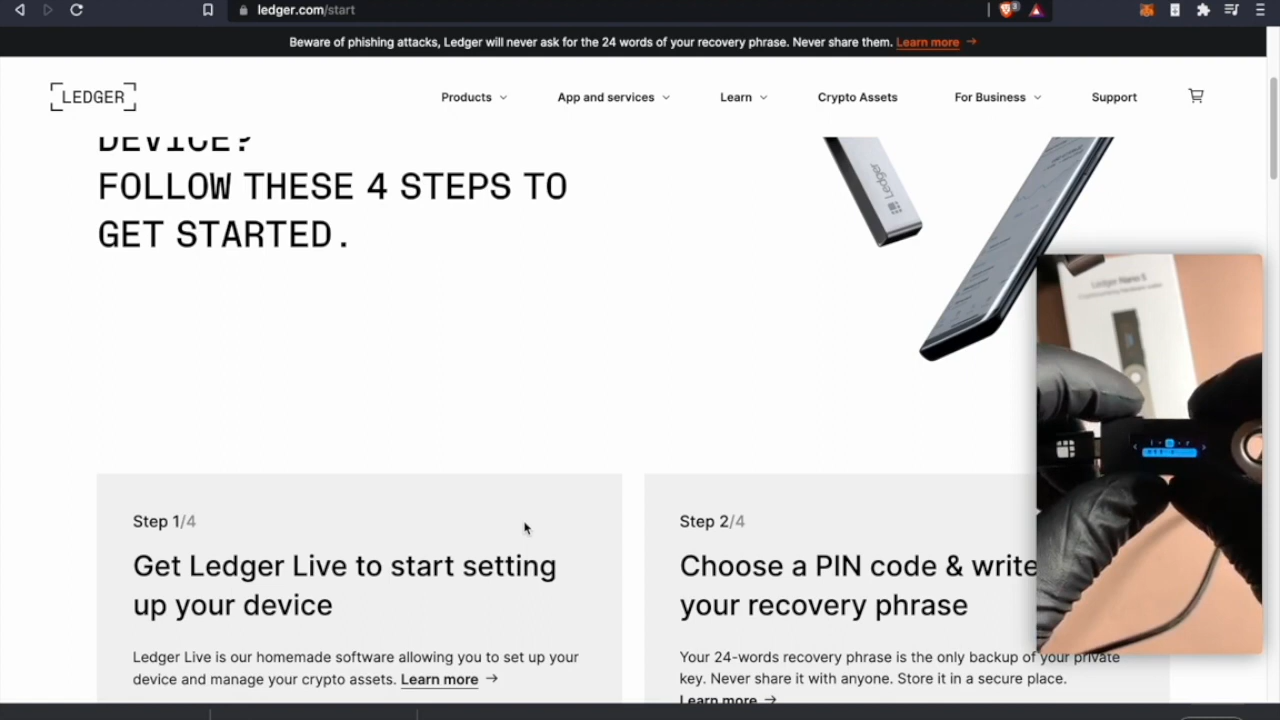 ledger.com/start
3
Beware of phishing attacks, Ledger will never ask for the 24 words of your recovery phrase. Never share them. Learn more →
LEDGER
Products
App and services
Learn
Crypto Assets
For Business
Support
DEVICE?
FOLLOW THESE 4 STEPS TO
GET STARTED.
Ledger
Ledger Nano S
Step 1/4
Get Ledger Live to start setting
up your device
Ledger Live is our homemade software allowing you to set up your
device and manage your crypto assets. Learn more →
Step 2/4
Choose a PIN code & write
your recovery phrase
Your 24-words recovery phrase is the only backup of your private
key. Never share it with anyone. Store it in a secure place.
Learn more →